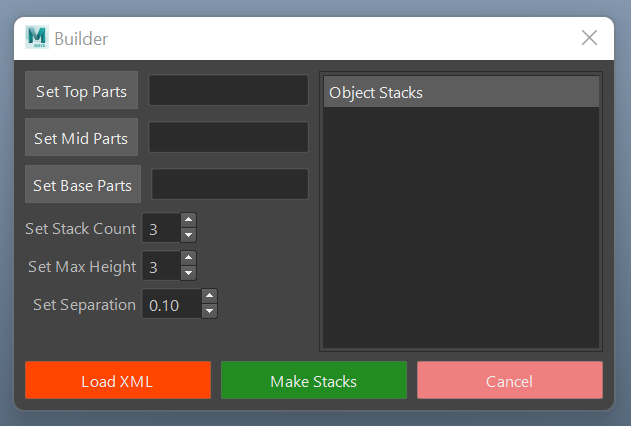 Builder
Set Top Parts
Set Mid Parts
Set Base Parts
Set Stack Count 3
Set Max Height 3
Set Separation 0.10
Object Stacks
Load XML
Make Stacks
Cancel